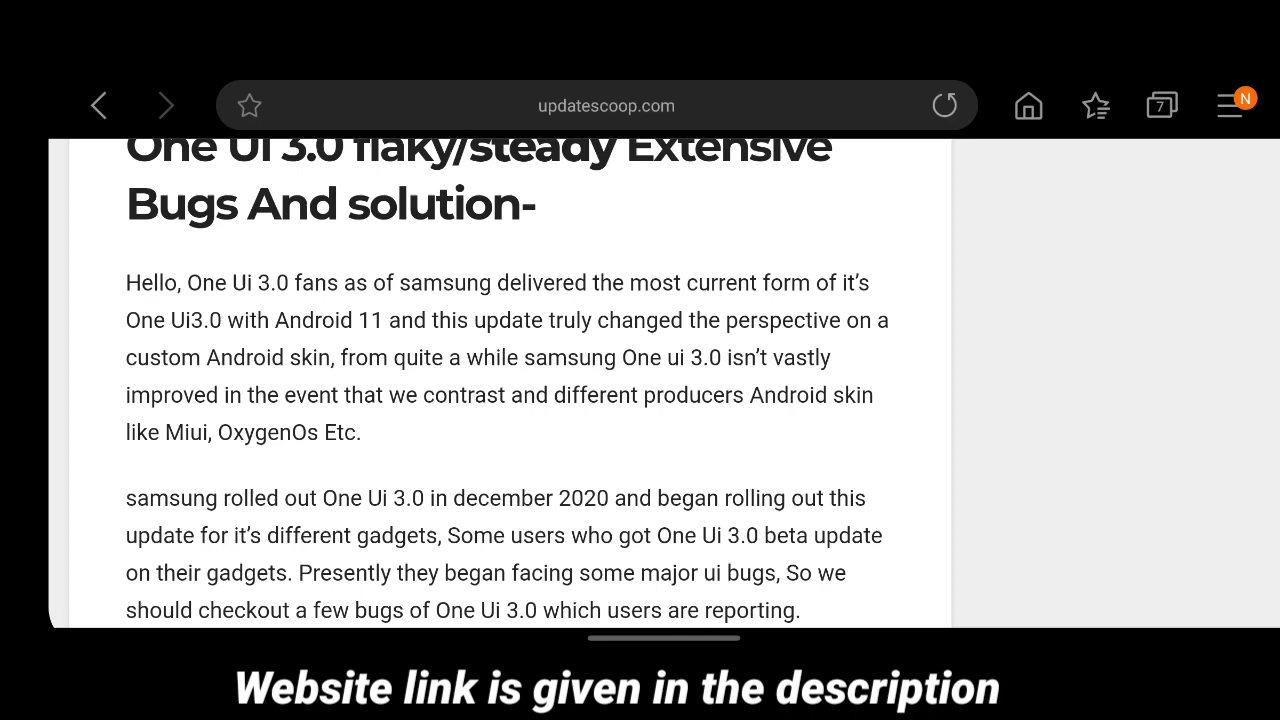 updatescoop.com
7
N
One Ui 3.0 flaky/steady Extensive
Bugs And solution-
Hello, One Ui 3.0 fans as of samsung delivered the most current form of it’s
One Ui3.0 with Android 11 and this update truly changed the perspective on a
custom Android skin, from quite a while samsung One ui 3.0 isn’t vastly
improved in the event that we contrast and different producers Android skin
like Miui, OxygenOs Etc.
samsung rolled out One Ui 3.0 in december 2020 and began rolling out this
update for it’s different gadgets, Some users who got One Ui 3.0 beta update
on their gadgets. Presently they began facing some major ui bugs, So we
should checkout a few bugs of One Ui 3.0 which users are reporting.
Website link is given in the description